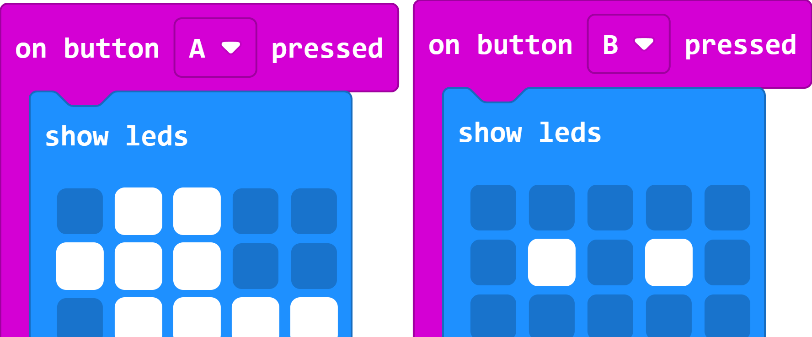 on button A pressed
show leds
on button B pressed
show leds